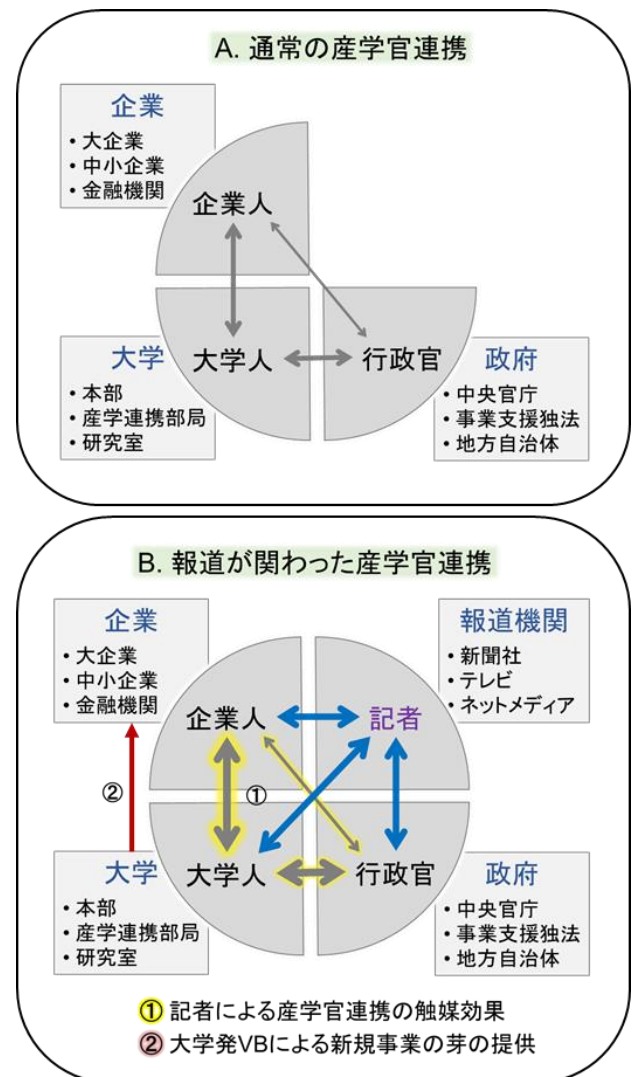 A. 通常の産学官連携
企業
• 大企業
• 中小企業
• 金融機関
企業人
大学
• 本部
• 産学連携部局
• 研究室
大学人
行政官
政府
• 中央官庁
• 事業支援独法
• 地方自治体
B. 報道が関わった産学官連携
企業
• 大企業
• 中小企業
• 金融機関
報道機関
• 新聞社
• テレビ
• ネットメディア
企業人
記者
②
①
大学
• 本部
• 産学連携部局
• 研究室
大学人
行政官
政府
• 中央官庁
• 事業支援独法
• 地方自治体
① 記者による産学官連携の触媒効果
② 大学発VBによる新規事業の芽の提供